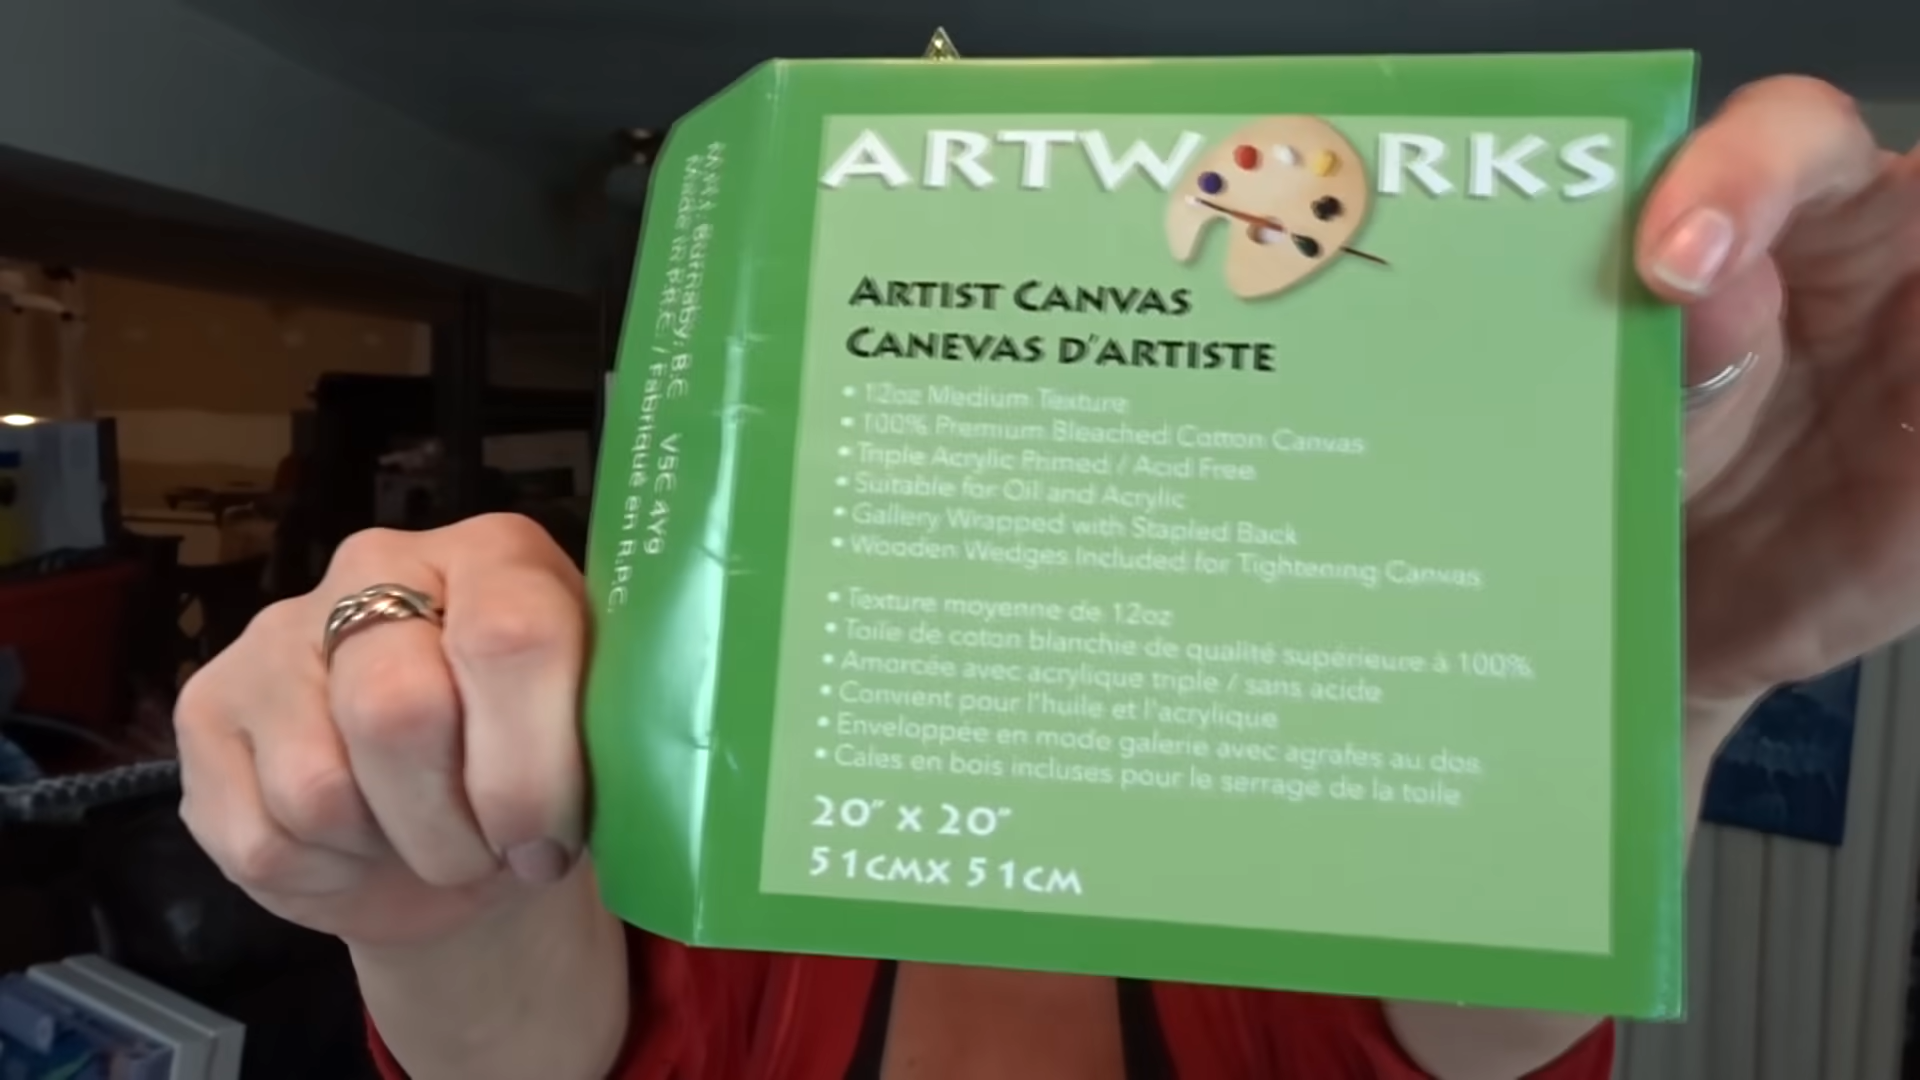 ARTWORKS
ARTIST CANVAS
CANEVAS D'ARTISTE
• 12oz Medium Texture
• 100% Premium Bleached Cotton Canvas
• Triple Acrylic Primed / Acid Free
• Suitable for Oil and Acrylic
• Gallery Wrapped with Stapled Back
• Wooden Wedges Included for Tightening Canvas
• Texture moyenne de 12oz
• Toile de coton blanchie de qualité supérieure à 100%
• Amorcée avec acrylique triple / sans acide
• Convient pour l'huile et l'acrylique
• Enveloppée en mode galerie avec agrafes au dos
• Cales en bois incluses pour le serrage de la toile
20" x 20"
51CMX 51CM
Burnaby, B.C. V5C 4Y9
Made in P.R.C. / Fabriqué en R.P.C.